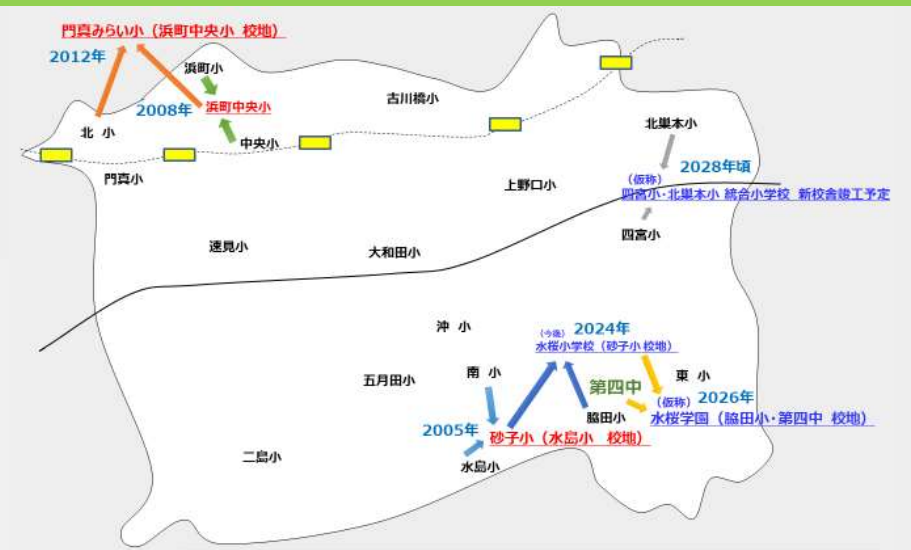 門真みらい小（浜町中央小 校地）
2012年
浜町小
2008年
浜町中央小
古川橋小
北 小
中央小
北巣本小
門真小
2028年頃
（仮称）
四宮小・北巣本小 統合小学校 新校舎竣工予定
上野口小
四宮小
速見小
大和田小
沖 小
（今後）
2024年
水桜小学校（砂子小 校地）
南 小
五月田小
第四中
東 小
（仮称）
2026年
脇田小
水桜学園（脇田小・第四中 校地）
2005年
砂子小（水島小 校地）
二島小
水島小